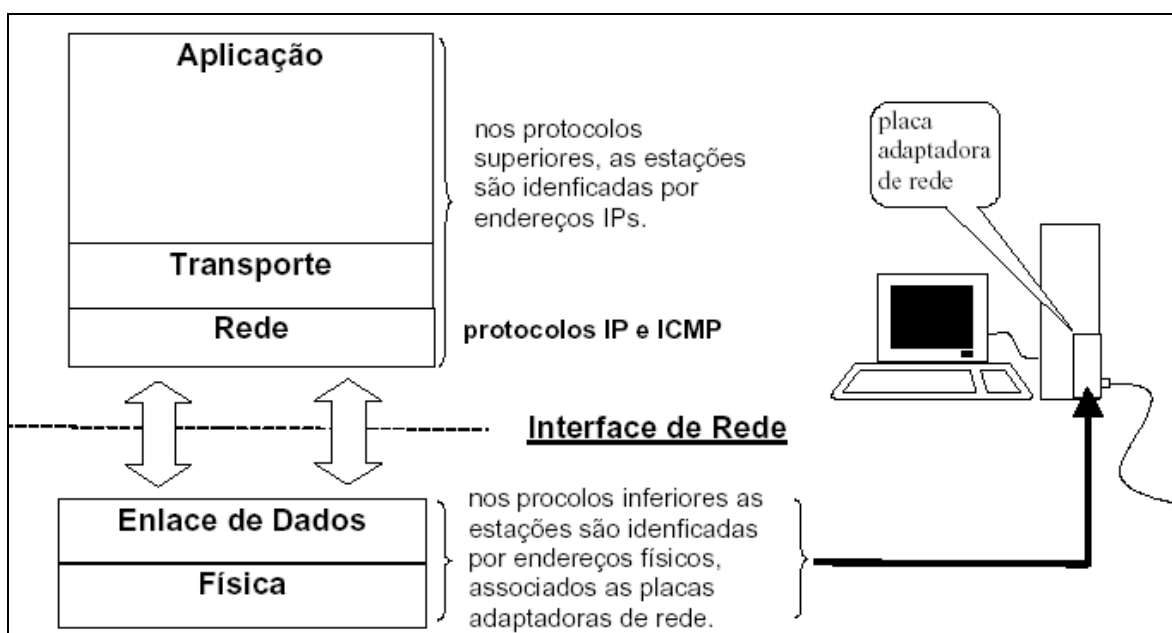 Aplicação
nos protocolos
superiores, as estações
são idenficadas por
endereços IPs.
placa
adaptadora
de rede
Transporte
Rede
protocolos IP e ICMP
Interface de Rede
Enlace de Dados
Física
nos procolos inferiores as
estações são idenficadas
por endereços físicos,
associados as placas
adaptadoras de rede.